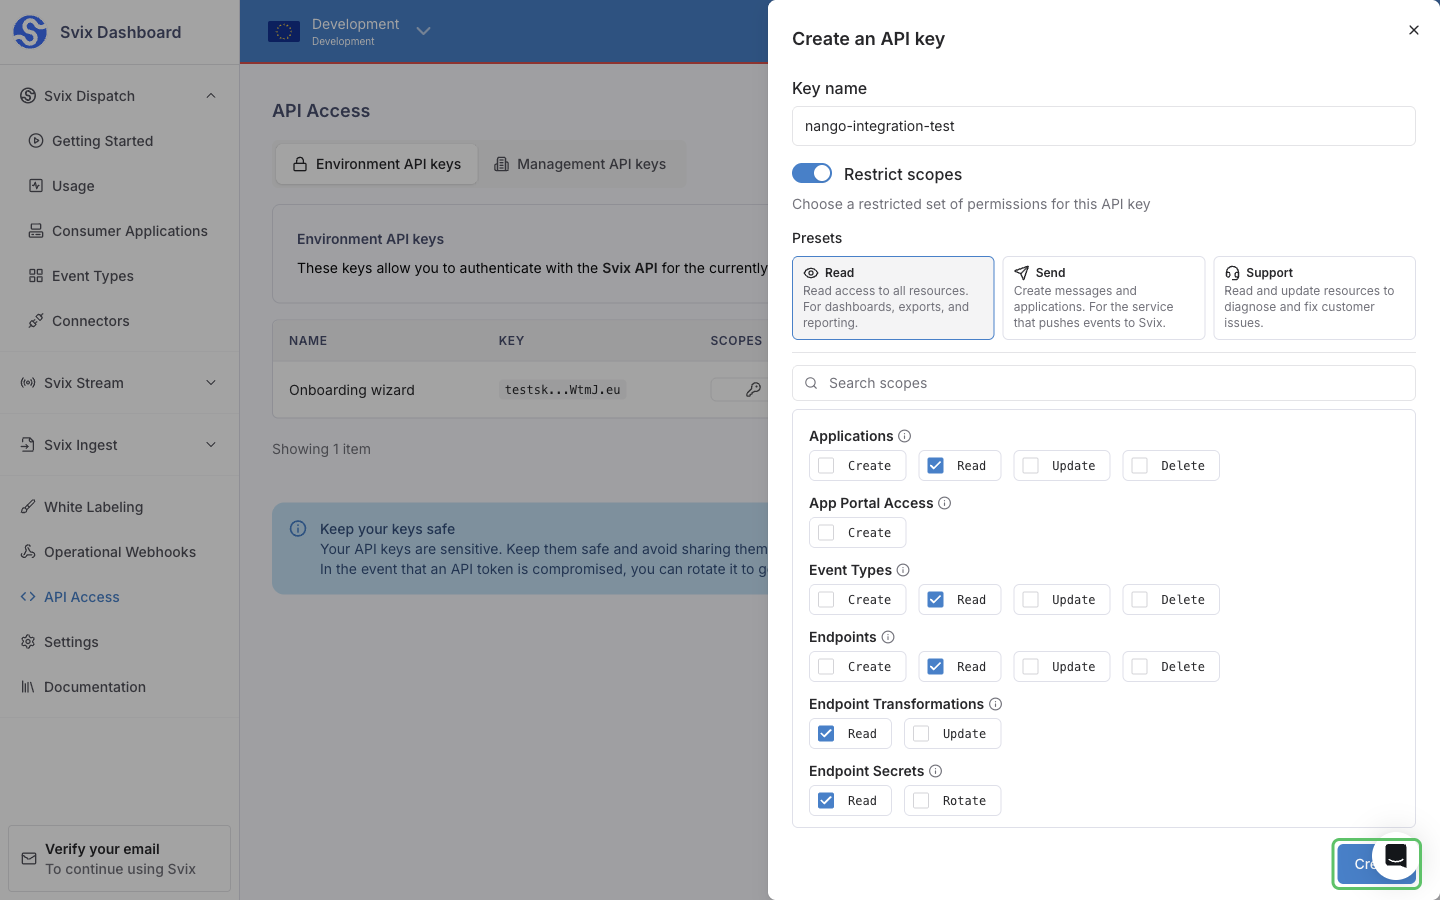 Svix Dashboard
Svix Dispatch
Getting Started
Usage
Consumer Applications
Event Types
Connectors
Svix Stream
Svix Ingest
White Labeling
Operational Webhooks
API Access
Settings
Documentation
Verify your email
To continue using Svix
Development
Development
API Access
Environment API keys
Management API keys
Environment API keys
These keys allow you to authenticate with the Svix API for the currently
NAME KEY SCOPES
Onboarding wizard testsk...WtmJ.eu
Showing 1 item
Keep your keys safe
Your API keys are sensitive. Keep them safe and avoid sharing them
In the event that an API token is compromised, you can rotate it to
Create an API key
Key name
nango-integration-test
Restrict scopes
Choose a restricted set of permissions for this API key
Presets
Read
Read access to all resources.
For dashboards, exports, and
reporting.
Send
Create messages and
applications. For the service
that pushes events to Svix.
Support
Read and update resources to
diagnose and fix customer
issues.
Search scopes
Applications
Create Read Update Delete
App Portal Access
Create
Event Types
Create Read Update Delete
Endpoints
Create Read Update Delete
Endpoint Transformations
Read Update
Endpoint Secrets
Read Rotate